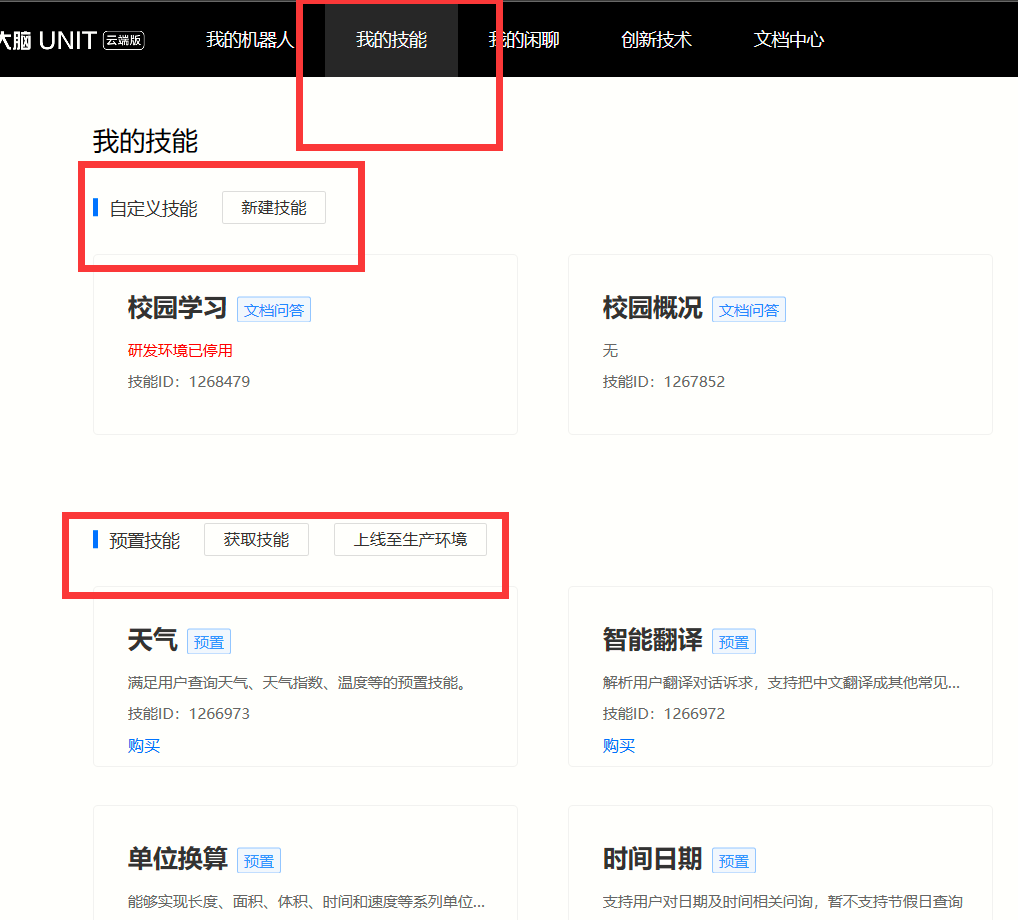 大脑 UNIT 云端版 我的机器人 我的技能 我的闲聊 创新技术 文档中心
我的技能
自定义技能 新建技能
校园学习 文档问答
研发环境已停用
技能ID：1268479
校园概况 文档问答
无
技能ID：1267852
预置技能 获取技能 上线至生产环境
天气 预置
满足用户查询天气、天气指数、温度等的预置技能。
技能ID：1266973
购买
智能翻译 预置
解析用户翻译对话诉求，支持把中文翻译成其他常见...
技能ID：1266972
购买
单位换算 预置
能够实现长度、面积、体积、时间和速度等系列单位...
时间日期 预置
支持用户对日期及时间相关问询，暂不支持节假日查询